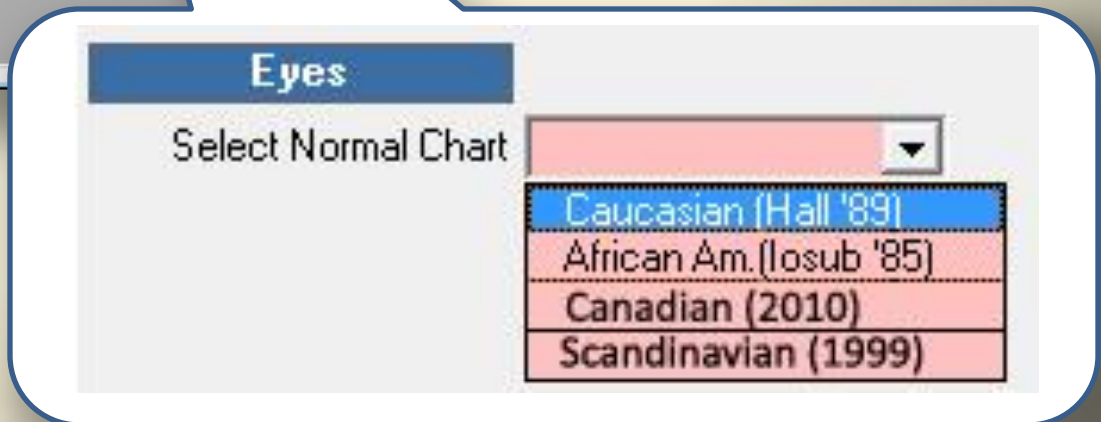 Eyes
Select Normal Chart
Caucasian (Hall '89)
African Am.(Iosub '85)
Canadian (2010)
Scandinavian (1999)